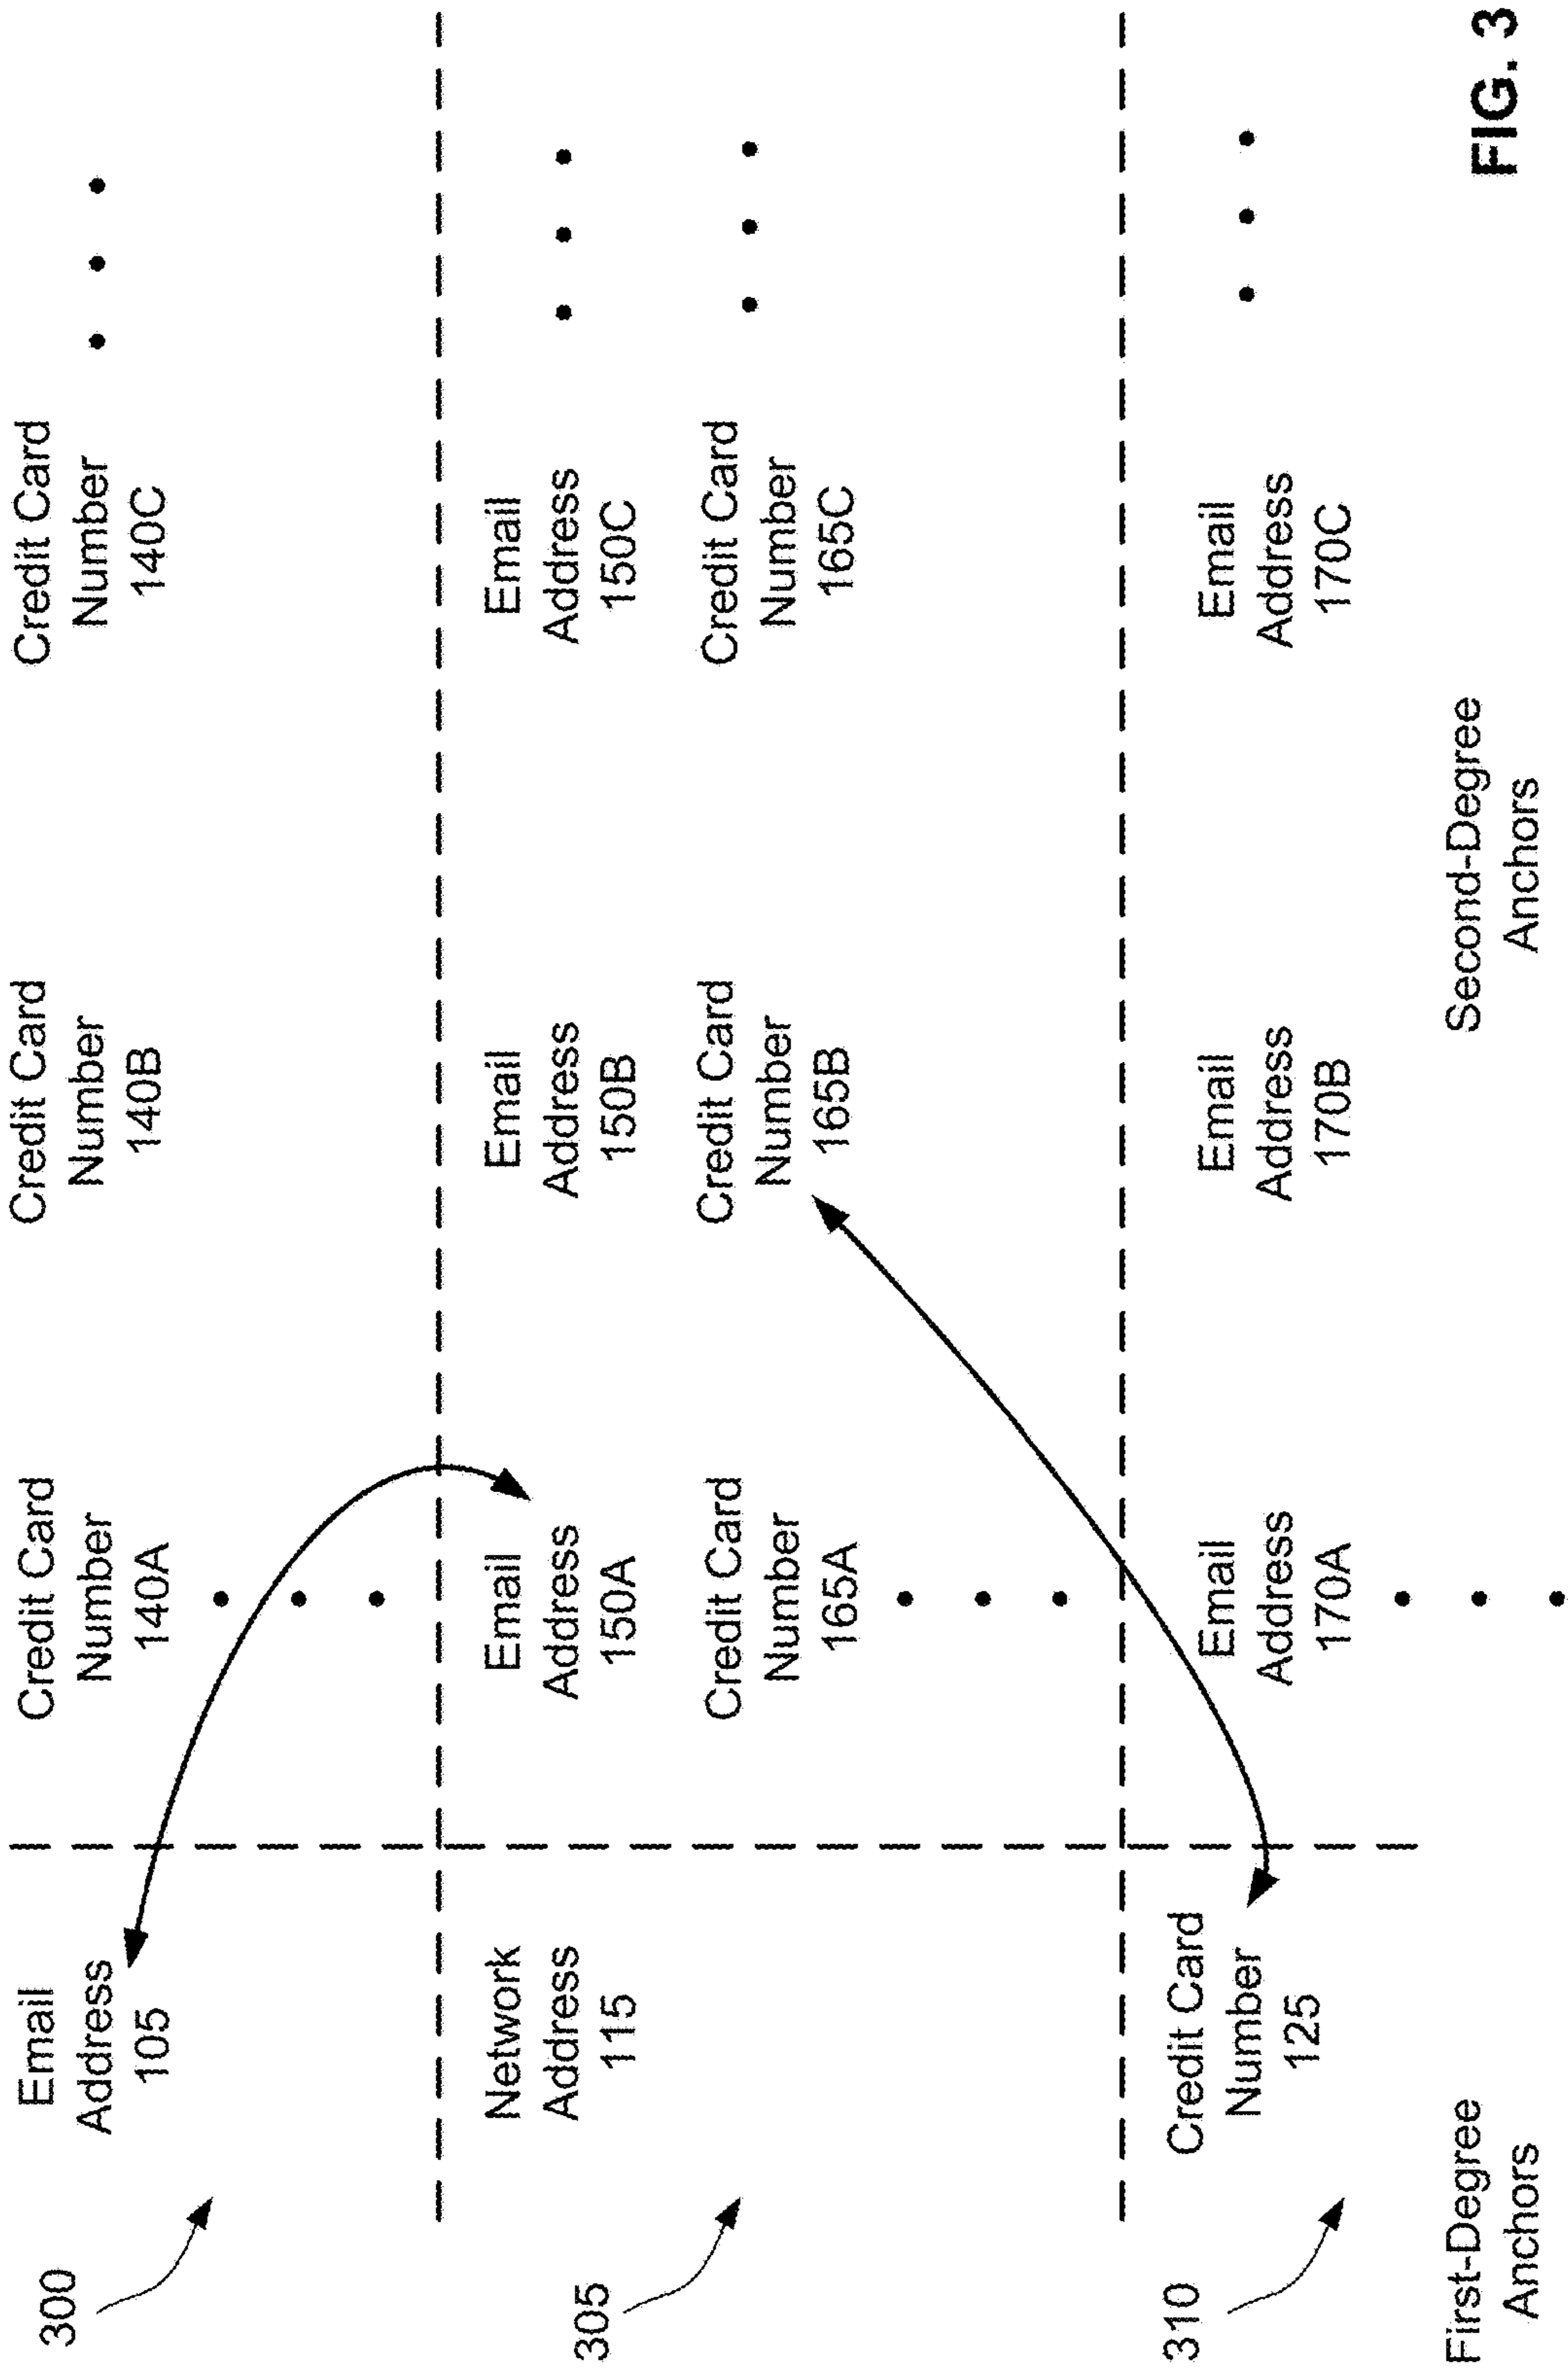 300
Email
Address
105
Credit Card
Number
140A
Credit Card
Number
140B
Credit Card
Number
140C
305
Network
Address
115
Email
Address
150A
Email
Address
150B
Email
Address
150C
Credit Card
Number
165A
Credit Card
Number
165B
Credit Card
Number
165C
310
Credit Card
Number
125
Email
Address
170A
Email
Address
170B
Email
Address
170C
First-Degree
Anchors
Second-Degree
Anchors
FIG. 3